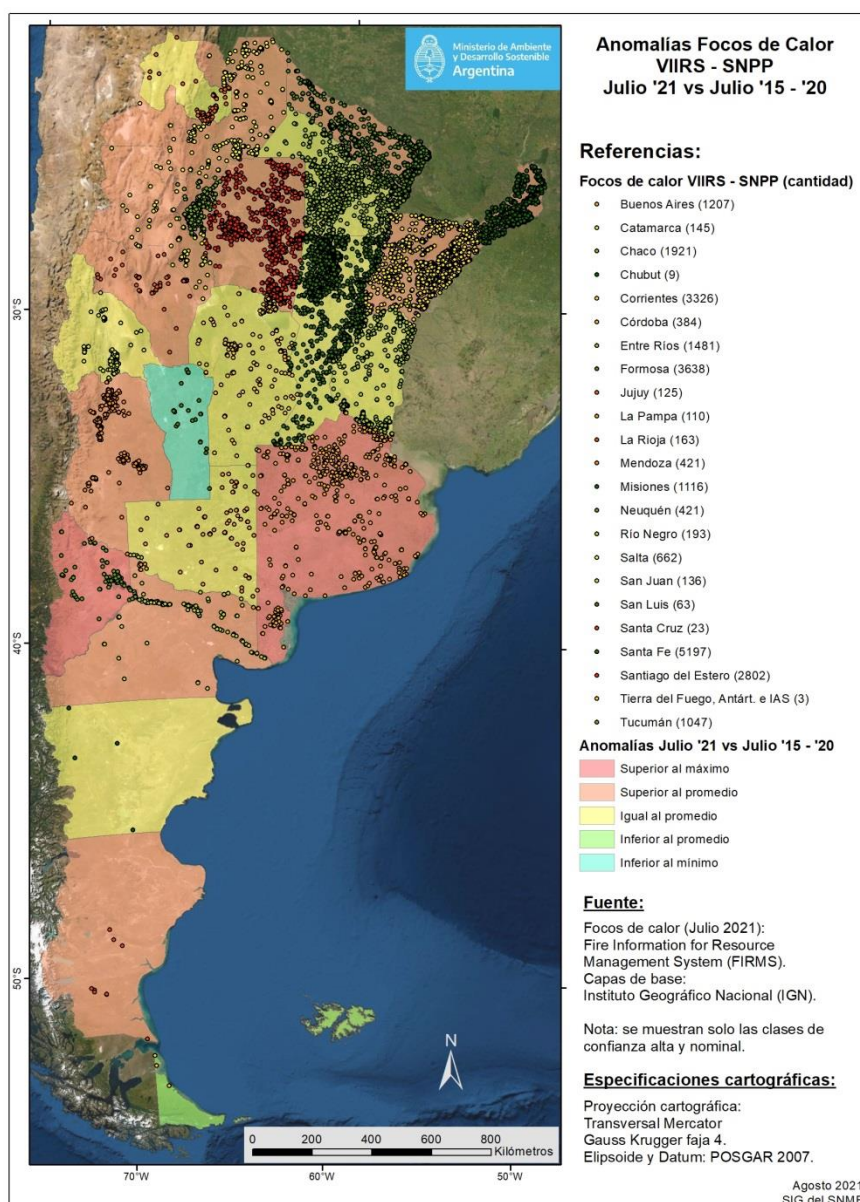 Ministerio de Ambiente
y Desarrollo Sostenible
Argentina
Anomalías Focos de Calor
VIIRS - SNPP
Julio '21 vs Julio '15 - '20
Referencias:
Focos de calor VIIRS - SNPP (cantidad)
Buenos Aires (1207)
Catamarca (145)
Chaco (1921)
Chubut (9)
Corrientes (3326)
Córdoba (384)
Entre Ríos (1481)
Formosa (3638)
Jujuy (125)
La Pampa (110)
La Rioja (163)
Mendoza (421)
Misiones (1116)
Neuquén (421)
Río Negro (193)
Salta (662)
San Juan (136)
San Luis (63)
Santa Cruz (23)
Santa Fe (5197)
Santiago del Estero (2802)
Tierra del Fuego, Antárt. e IAS (3)
Tucumán (1047)
Anomalías Julio '21 vs Julio '15 - '20
Superior al máximo
Superior al promedio
Igual al promedio
Inferior al promedio
Inferior al mínimo
Fuente:
Focos de calor (Julio 2021):
Fire Information for Resource
Management System (FIRMS).
Capas de base:
Instituto Geográfico Nacional (IGN).
Nota: se muestran solo las clases de
confianza alta y nominal.
Especificaciones cartográficas:
Proyección cartográfica:
Transversal Mercator
Gauss Krugger faja 4.
Elipsoide y Datum: POSGAR 2007.
Agosto 2021
SIG del SNMF
30°S
40°S
50°S
N
0 200 400 600 800
Kilómetros
70°W 60°W 50°W